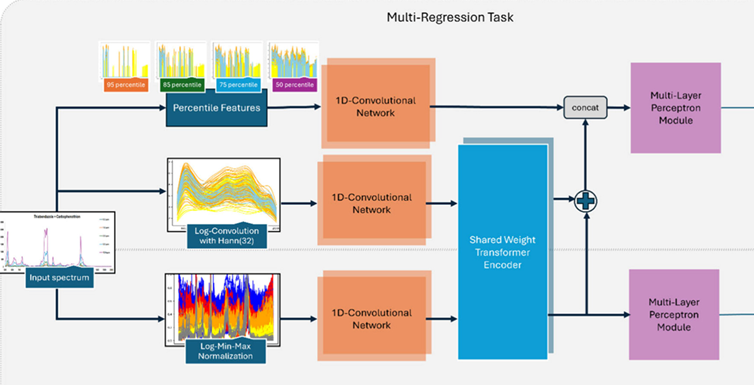 Multi-Regression Task
95 percentile
85 percentile
75 percentile
50 percentile
Percentile Features
1D-Convolutional
Network
concat
Multi-Layer
Perceptron
Module
Log-Convolution
with Hann(32)
1D-Convolutional
Network
Shared Weight
Transformer
Encoder
Input spectrum
Log-Min-Max
Normalization
1D-Convolutional
Network
Multi-Layer
Perceptron
Module